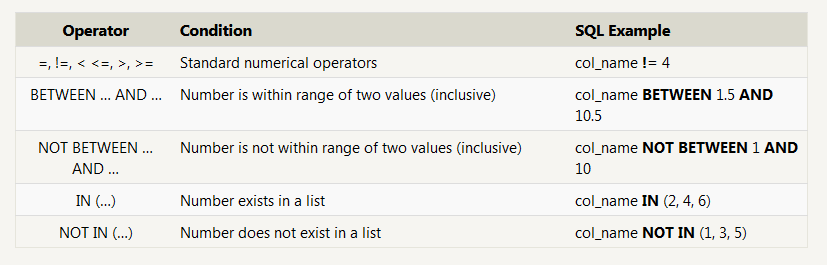 Operator Condition SQL Example
=, !=, < <=, >, >= Standard numerical operators col_name != 4
BETWEEN ... AND ... Number is within range of two values (inclusive) col_name BETWEEN 1.5 AND
10.5
NOT BETWEEN ... Number is not within range of two values (inclusive) col_name NOT BETWEEN 1 AND
AND ... 10
IN (...) Number exists in a list col_name IN (2, 4, 6)
NOT IN (...) Number does not exist in a list col_name NOT IN (1, 3, 5)